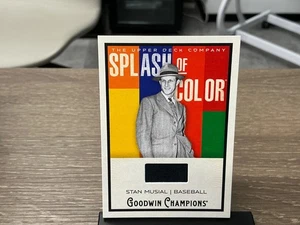 THE UPPER DECK COMPANY
SPLASH OF
COLOR
STAN MUSIAL | BASEBALL
GOODWIN CHAMPIONS